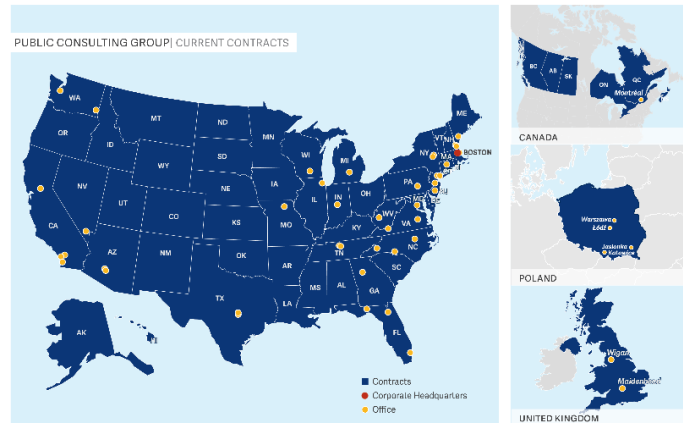 PUBLIC CONSULTING GROUP| CURRENT CONTRACTS
WA
MT
ND
MN
ME
OR
ID
SD
WI
MI
VT
NH
NY
MA
BOSTON
WY
IA
NE
PA
NV
UT
CO
IL
IN
OH
MD
WV
VA
CA
KS
MO
KY
NC
AZ
NM
OK
AR
TN
SC
MS
AL
GA
TX
LA
FL
AK
Contracts
Corporate Headquarters
Office
BC
AB
SK
ON
QC
Montréal
CANADA
Warszawa
Łódź
Jasionka
Katowice
POLAND
Wigan
Maidenhead
UNITED KINGDOM